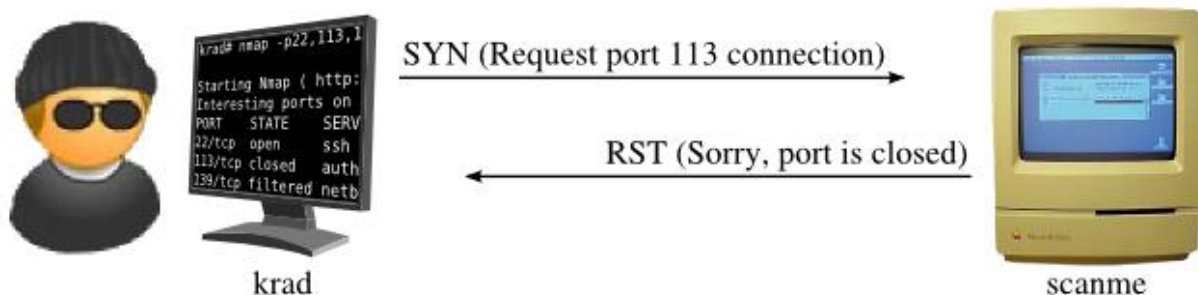 krad# nmap -p22,113,1
Starting Nmap ( http:
Interesting ports on
PORT STATE SERV
22/tcp open ssh
113/tcp closed auth
139/tcp filtered netb
SYN (Request port 113 connection)
RST (Sorry, port is closed)
krad
scanme